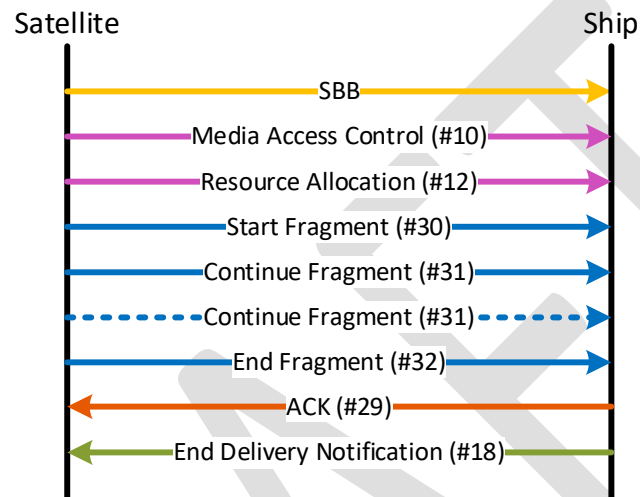 Satellite Ship
SBB
Media Access Control (#10)
Resource Allocation (#12)
Start Fragment (#30)
Continue Fragment (#31)
Continue Fragment (#31)
End Fragment (#32)
ACK (#29)
End Delivery Notification (#18)